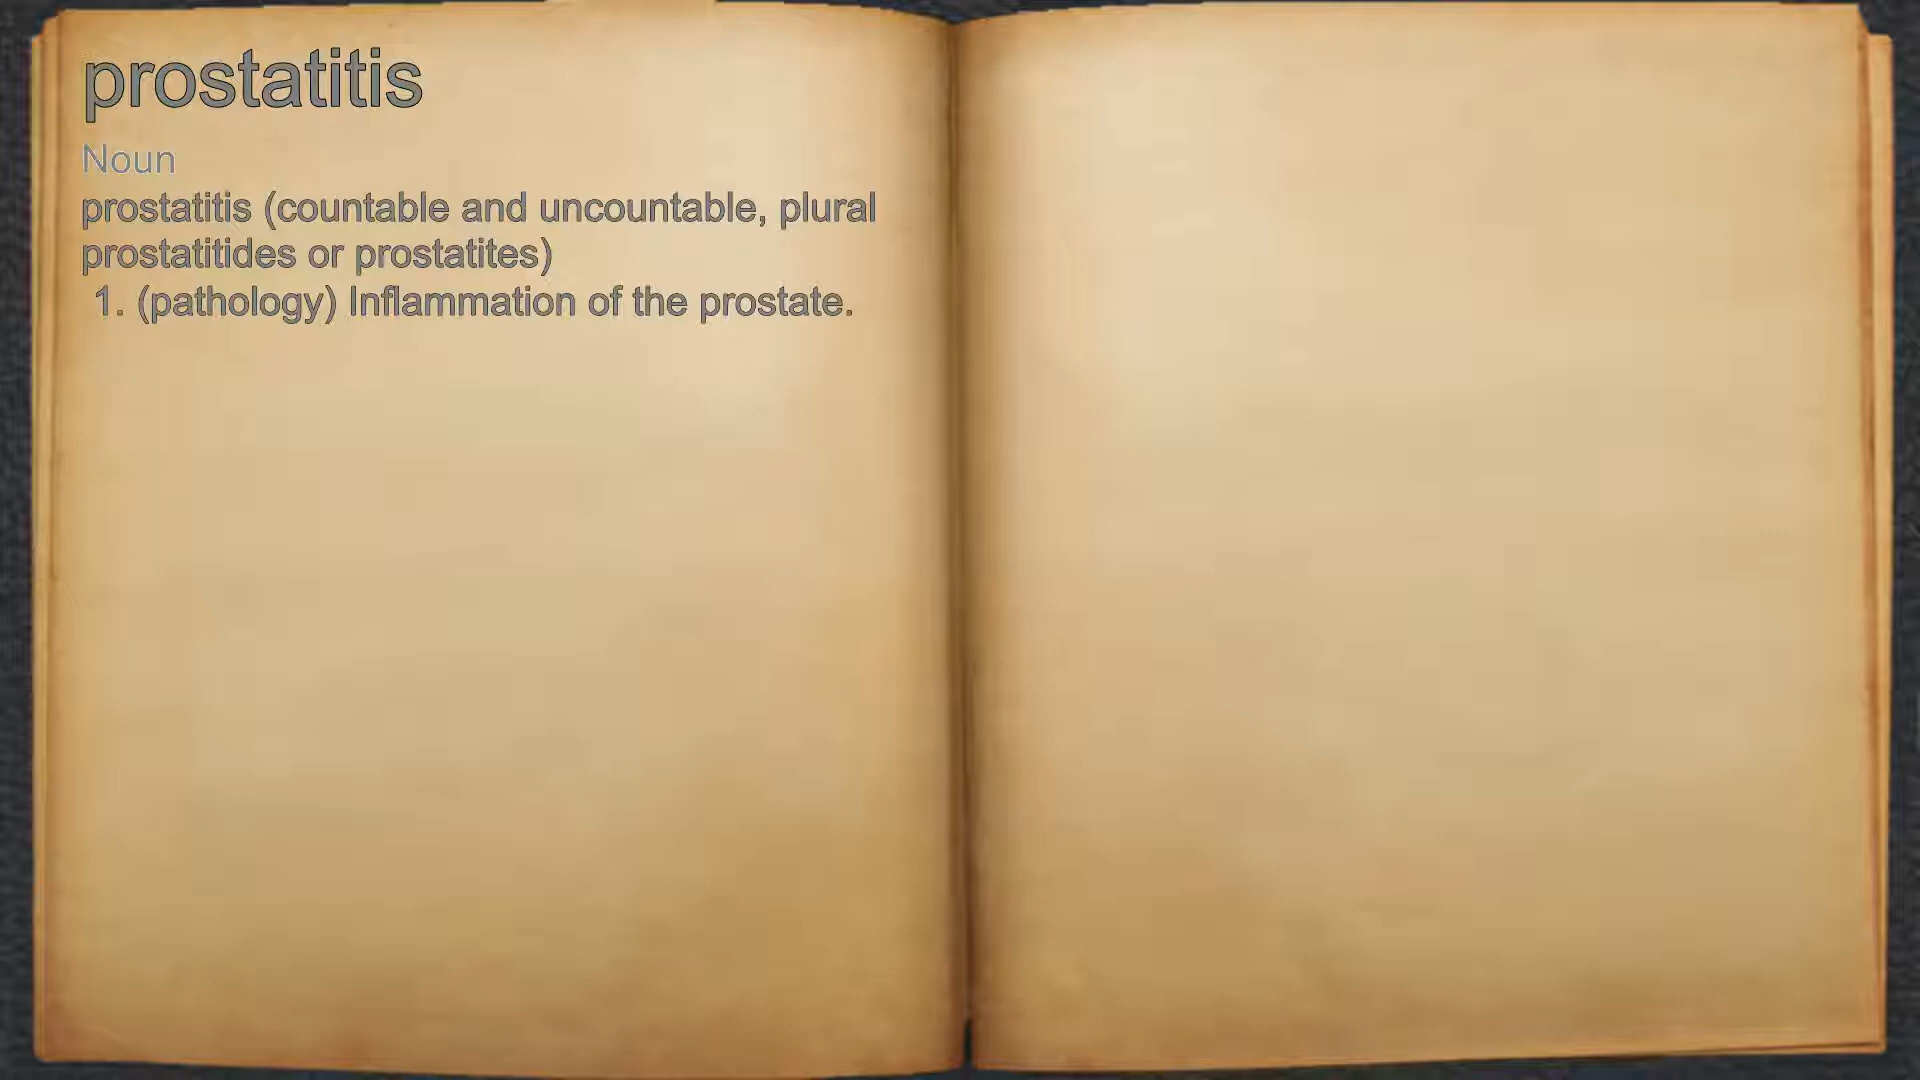 prostatitis
Noun
prostatitis (countable and uncountable, plural
prostatitides or prostatites)
1. (pathology) Inflammation of the prostate.